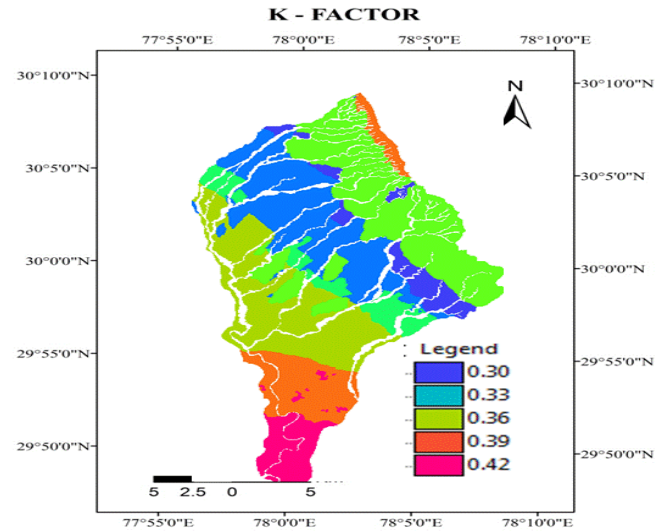 K - FACTOR
77°55'0"E 78°0'0"E 78°5'0"E 78°10'0"E
30°10'0"N 30°10'0"N
N
30°5'0"N 30°5'0"N
30°0'0"N 30°0'0"N
29°55'0"N 29°55'0"N
Legend
0.30
0.33
0.36
0.39
0.42
29°50'0"N 29°50'0"N
5 2.5 0 5
77°55'0"E 78°0'0"E 78°5'0"E 78°10'0"E